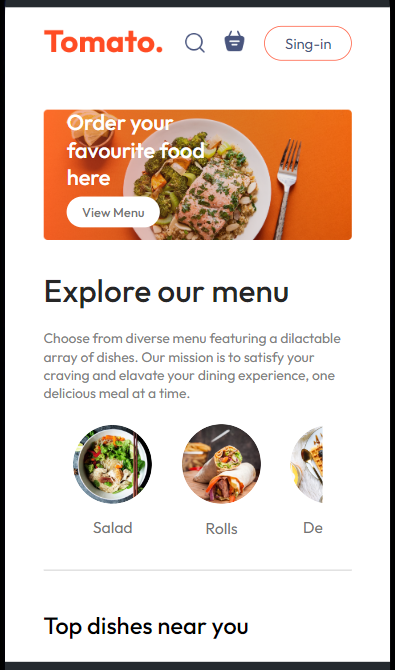 Tomato.
Sing-in
Order your
favourite food
here
View Menu
Explore our menu
Choose from diverse menu featuring a dilactable
array of dishes. Our mission is to satisfy your
craving and elavate your dining experience, one
delicious meal at a time.
Salad
Rolls
De
Top dishes near you